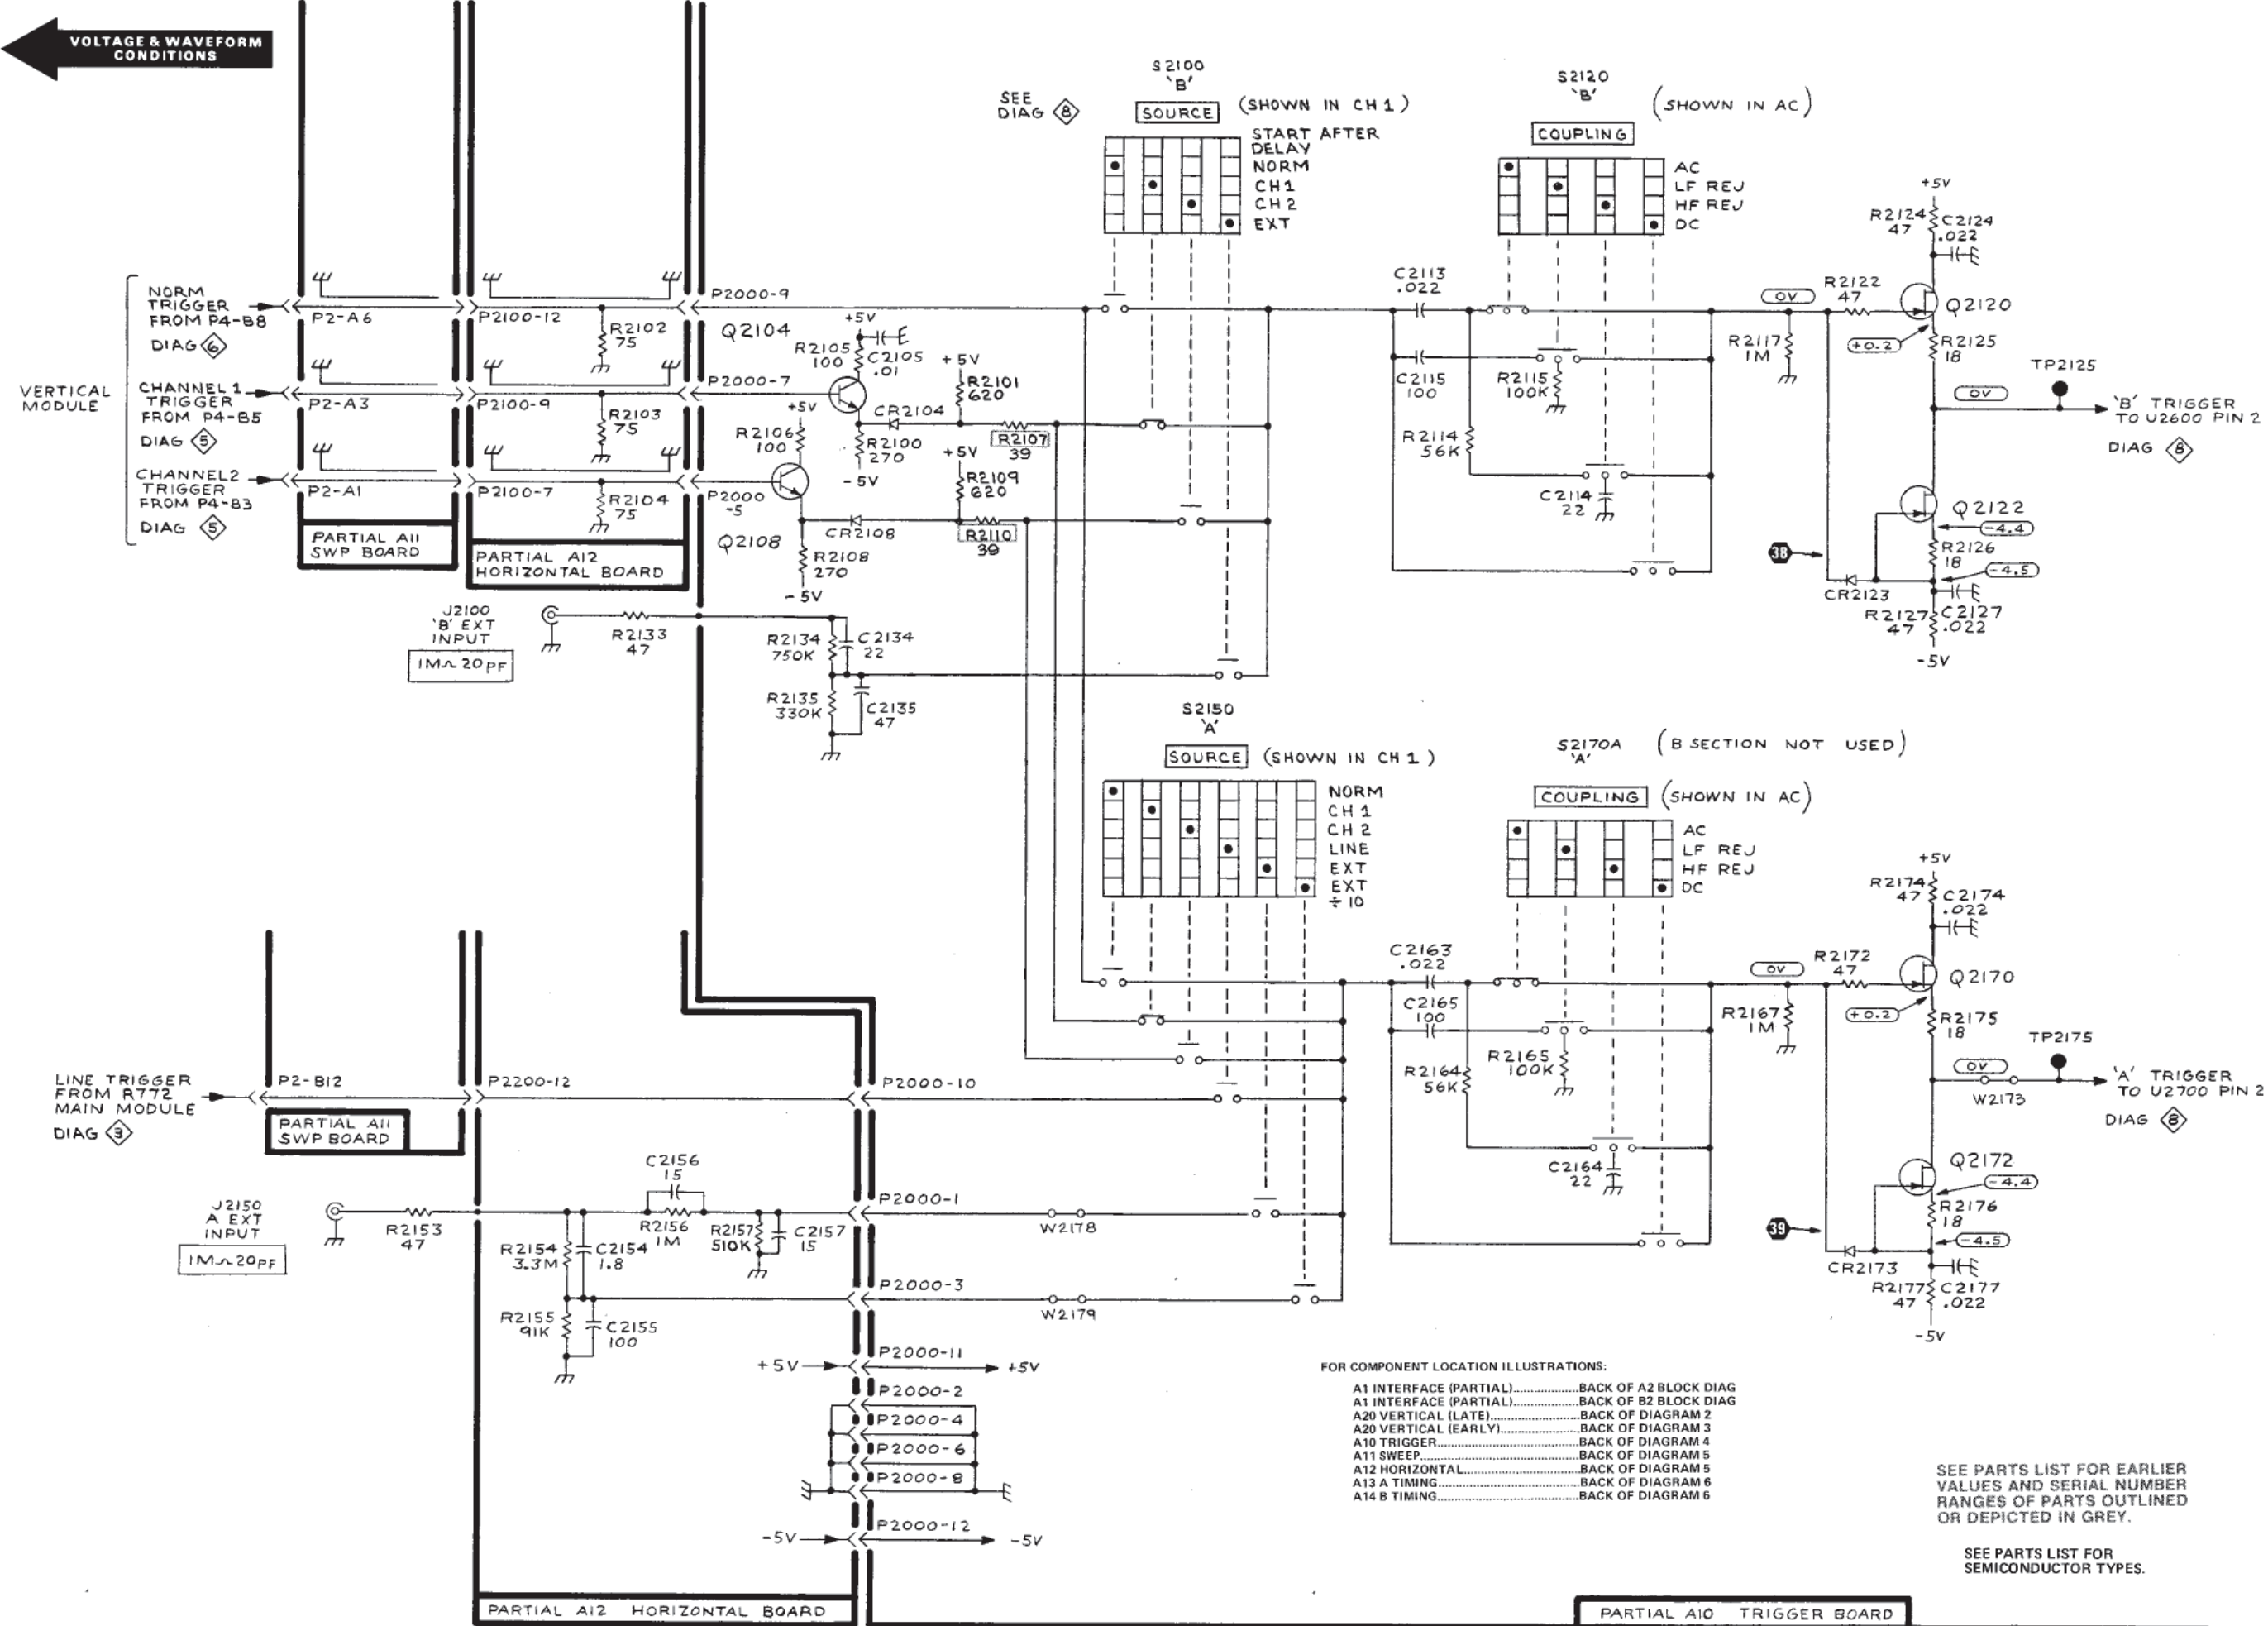 VOLTAGE & WAVEFORM
CONDITIONS
S2100
'B'
SEE
DIAG 8
SOURCE
(SHOWN IN CH 1)
START AFTER
DELAY
NORM
CH1
CH 2
EXT
S2120
'B'
(SHOWN IN AC)
COUPLING
AC
LF REJ
HF REJ
DC
+5V
R2124
47
C2124
.022
NORM
TRIGGER
FROM P4-B8
DIAG 6
P2-A6
P2100-12
R2102
75
P2000-9
Q2104
+5V
R2105
100
C2105
.01
+5V
R2101
620
C2113
.022
0V
R2122
47
Q2120
+0.2
R2125
18
R2117
1M
TP2125
VERTICAL
MODULE
CHANNEL 1
TRIGGER
FROM P4-B5
DIAG 5
P2-A3
P2100-9
R2103
75
P2000-7
+5V
R2106
100
CR2104
R2100
270
-5V
R2107
39
+5V
R2109
620
C2115
100
R2115
100K
R2114
56K
0V
'B' TRIGGER
TO U2600 PIN 2
DIAG 8
CHANNEL2
TRIGGER
FROM P4-B3
DIAG 5
P2-A1
P2100-7
R2104
75
P2000
-5
Q2108
CR2108
R2110
39
R2108
270
-5V
C2114
22
Q2122
-4.4
R2126
18
-4.5
38
CR2123
R2127
47
C2127
.022
-5V
PARTIAL A11
SWP BOARD
PARTIAL A12
HORIZONTAL BOARD
J2100
'B' EXT
INPUT
1MΩ 20PF
R2133
47
R2134
750K
C2134
22
R2135
330K
C2135
47
S2150
'A'
SOURCE
(SHOWN IN CH 1)
NORM
CH 1
CH 2
LINE
EXT
EXT
÷10
S2170A
'A'
(B SECTION NOT USED)
COUPLING
(SHOWN IN AC)
AC
LF REJ
HF REJ
DC
+5V
R2174
47
C2174
.022
C2163
.022
C2165
100
R2165
100K
R2164
56K
0V
R2172
47
Q2170
+0.2
R2167
1M
R2175
18
TP2175
0V
W2173
'A' TRIGGER
TO U2700 PIN 2
DIAG 8
LINE TRIGGER
FROM R772
MAIN MODULE
DIAG 3
P2-B12
P2200-12
P2000-10
PARTIAL A11
SWP BOARD
C2164
22
Q2172
-4.4
R2176
18
-4.5
39
CR2173
R2177
47
C2177
.022
-5V
J2150
A EXT
INPUT
1MΩ20PF
R2153
47
C2156
15
R2156
1M
R2154
3.3M
C2154
1.8
R2157
510K
C2157
15
P2000-1
W2178
P2000-3
W2179
R2155
91K
C2155
100
P2000-11
+5V
+5V
P2000-2
P2000-4
P2000-6
P2000-8
P2000-12
-5V
-5V
FOR COMPONENT LOCATION ILLUSTRATIONS:
A1 INTERFACE (PARTIAL)..................BACK OF A2 BLOCK DIAG
A1 INTERFACE (PARTIAL)..................BACK OF B2 BLOCK DIAG
A20 VERTICAL (LATE)........................BACK OF DIAGRAM 2
A20 VERTICAL (EARLY).....................BACK OF DIAGRAM 3
A10 TRIGGER.......................................BACK OF DIAGRAM 4
A11 SWEEP..........................................BACK OF DIAGRAM 5
A12 HORIZONTAL...............................BACK OF DIAGRAM 5
A13 A TIMING......................................BACK OF DIAGRAM 6
A14 B TIMING......................................BACK OF DIAGRAM 6
SEE PARTS LIST FOR EARLIER
VALUES AND SERIAL NUMBER
RANGES OF PARTS OUTLINED
OR DEPICTED IN GREY.
SEE PARTS LIST FOR
SEMICONDUCTOR TYPES.
PARTIAL A12 HORIZONTAL BOARD
PARTIAL A10 TRIGGER BOARD